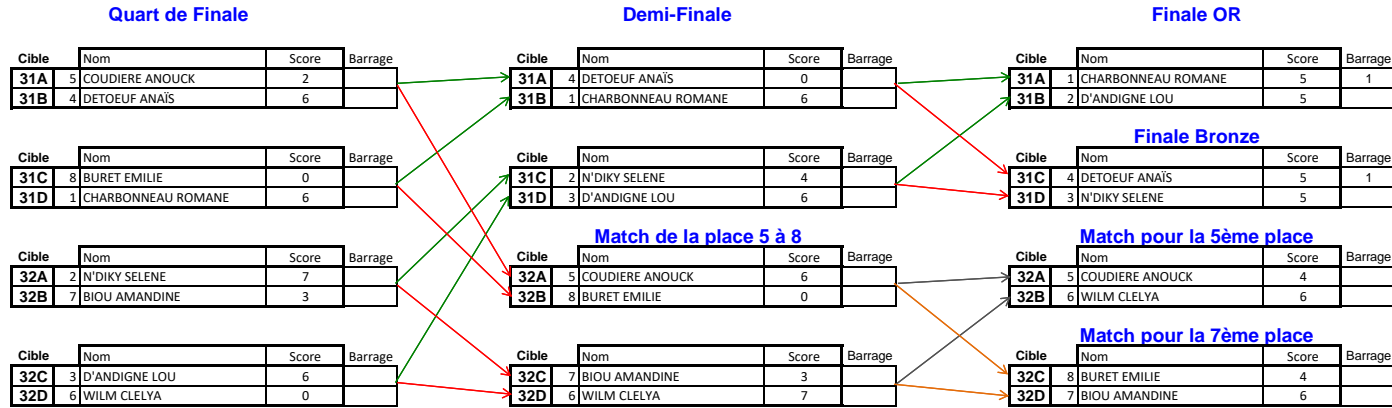 Quart de Finale Demi-Finale Finale OR
Cible Nom Score Barrage Cible Nom Score Barrage Cible Nom Score Barrage
31A 5 COUDIERE ANOUCK 2 31A 4 DETOEUF ANAÏS 0 31A 1 CHARBONNEAU ROMANE 5 1
31B 4 DETOEUF ANAÏS 6 31B 1 CHARBONNEAU ROMANE 6 31B 2 D'ANDIGNE LOU 5
Finale Bronze
Cible Nom Score Barrage Cible Nom Score Barrage Cible Nom Score Barrage
31C 8 BURET EMILIE 0 31C 2 N'DIKY SELENE 4 31C 4 DETOEUF ANAÏS 5 1
31D 1 CHARBONNEAU ROMANE 6 31D 3 D'ANDIGNE LOU 6 31D 3 N'DIKY SELENE 5
Match de la place 5 à 8 Match pour la 5ème place
Cible Nom Score Barrage Cible Nom Score Barrage Cible Nom Score Barrage
32A 2 N'DIKY SELENE 7 32A 5 COUDIERE ANOUCK 6 32A 5 COUDIERE ANOUCK 4
32B 7 BIOU AMANDINE 3 32B 8 BURET EMILIE 0 32B 6 WILM CLELYA 6
Match pour la 7ème place
Cible Nom Score Barrage Cible Nom Score Barrage Cible Nom Score Barrage
32C 3 D'ANDIGNE LOU 6 32C 7 BIOU AMANDINE 3 32C 8 BURET EMILIE 4
32D 6 WILM CLELYA 0 32D 6 WILM CLELYA 7 32D 7 BIOU AMANDINE 6